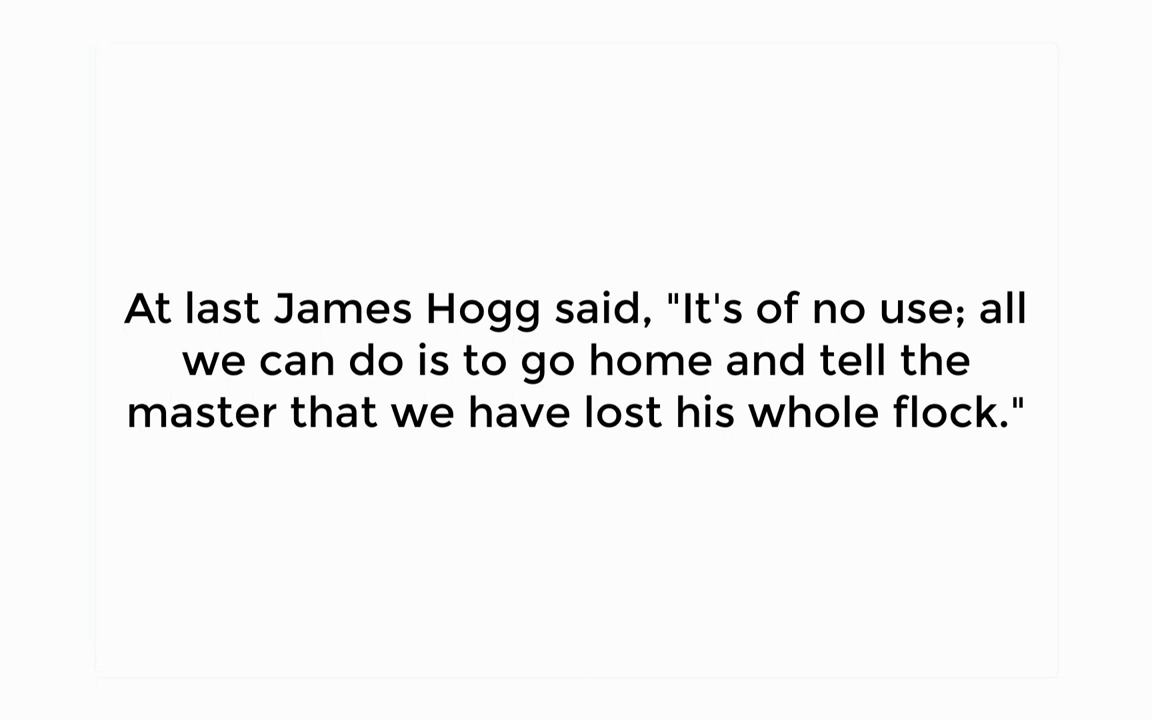 At last James Hogg said, "It's of no use; all
we can do is to go home and tell the
master that we have lost his whole flock."